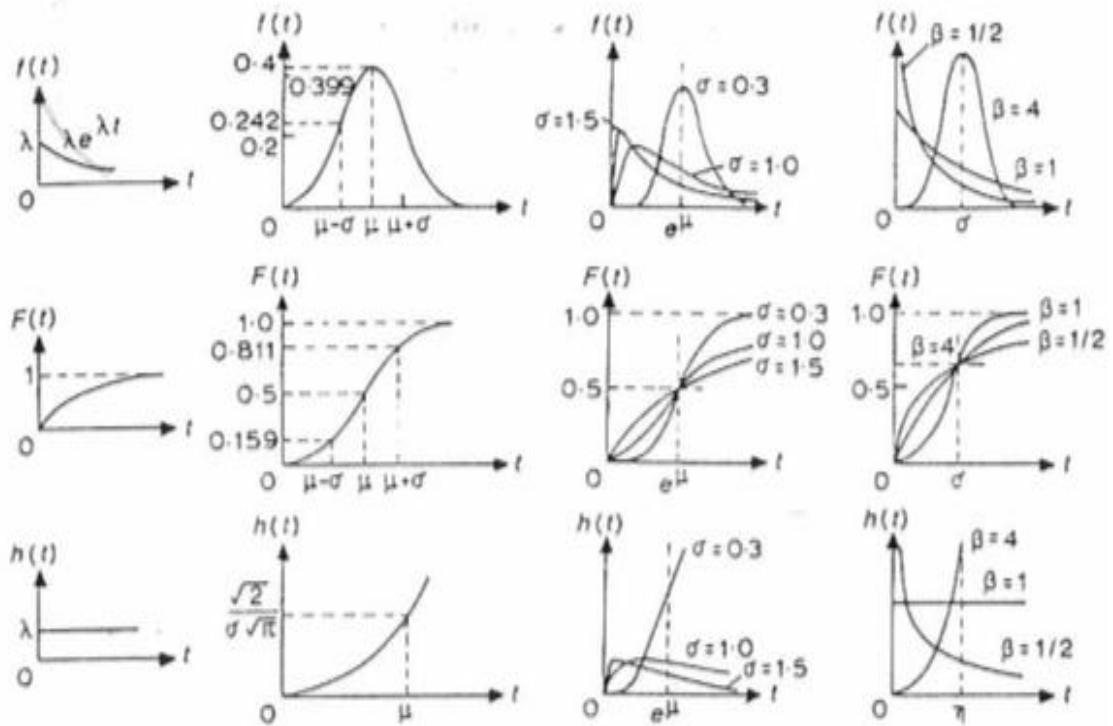 f(t)
λ
λe^λt
0
t
f(t)
0·4
0·399
0·242
0·2
0
μ-σ μ μ+σ
t
f(t)
σ=0·3
σ=1·5
σ=1·0
0
e^μ
t
f(t)
β=1/2
β=4
β=1
0
σ
t
F(t)
1
0
t
F(t)
1·0
0·811
0·5
0·159
0
μ-σ μ μ+σ
t
F(t)
1·0
0·5
σ=0·3
σ=1·0
σ=1·5
0
e^μ
t
F(t)
1·0
β=4
0·5
β=1
β=1/2
0
σ
t
h(t)
λ
0
t
h(t)
√2
σ√π
0
μ
t
h(t)
σ=0·3
σ=1·0
σ=1·5
0
e^μ
t
h(t)
β=4
β=1
β=1/2
0
η
t